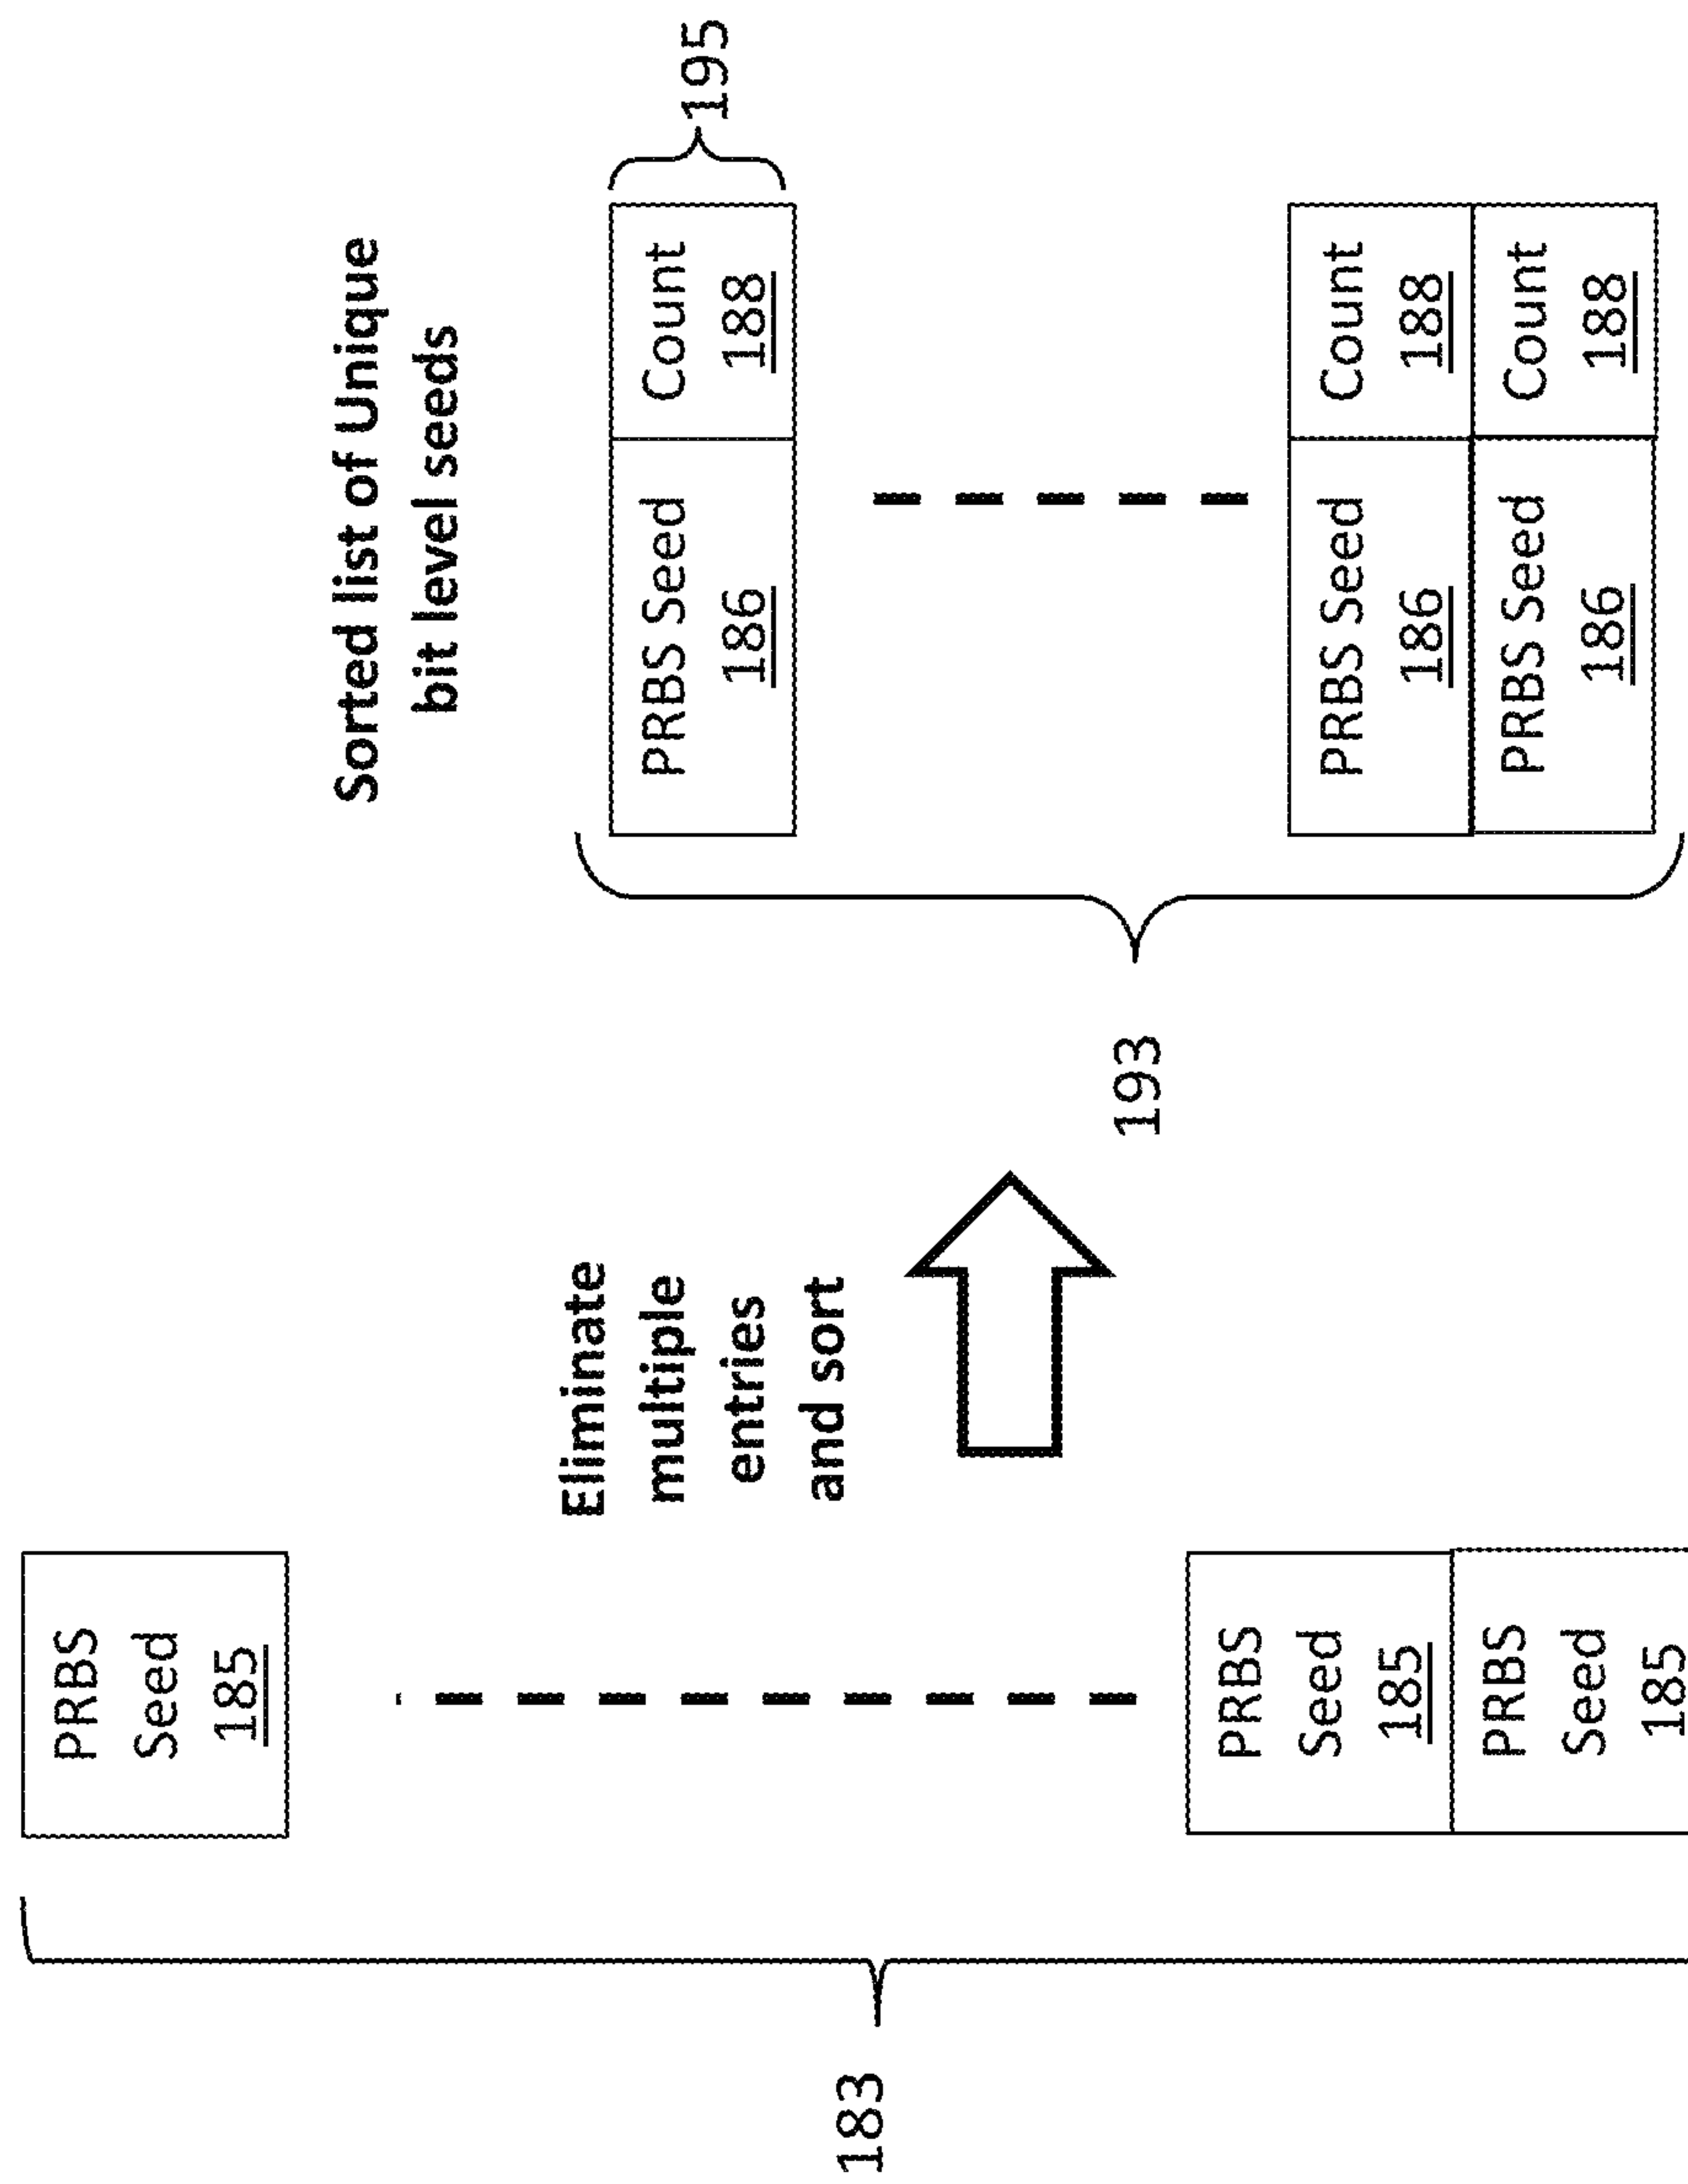 183
PRBS
Seed
185
PRBS
Seed
185
PRBS
Seed
185
Eliminate
multiple
entries
and sort
193
Sorted list of Unique
bit level seeds
PRBS Seed
186
Count
188
195
PRBS Seed
186
Count
188
PRBS Seed
186
Count
188